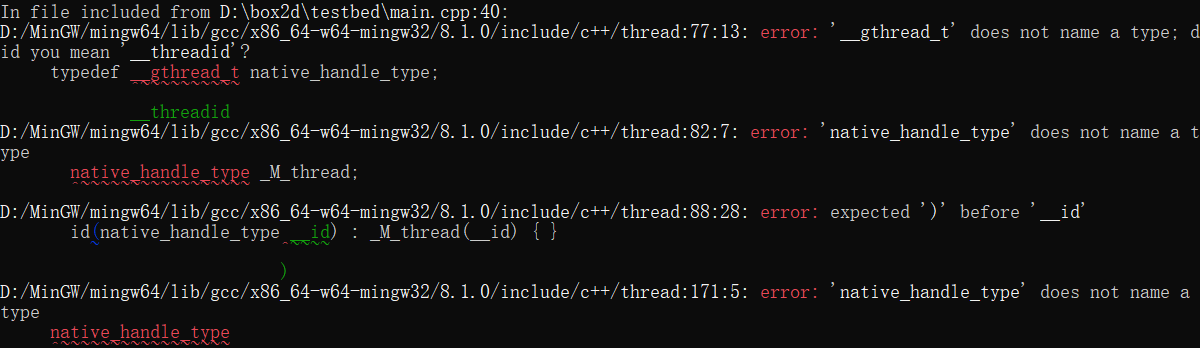 In file included from D:\box2d\testbed\main.cpp:40:
D:/MinGW/mingw64/lib/gcc/x86_64-w64-mingw32/8.1.0/include/c++/thread:77:13: error: '__gthread_t' does not name a type; d
id you mean '__threadid'?
typedef __gthread_t native_handle_type;
__threadid
D:/MinGW/mingw64/lib/gcc/x86_64-w64-mingw32/8.1.0/include/c++/thread:82:7: error: 'native_handle_type' does not name a t
ype
native_handle_type _M_thread;
D:/MinGW/mingw64/lib/gcc/x86_64-w64-mingw32/8.1.0/include/c++/thread:88:28: error: expected ')' before '__id'
id(native_handle_type __id) : _M_thread(__id) { }
)
D:/MinGW/mingw64/lib/gcc/x86_64-w64-mingw32/8.1.0/include/c++/thread:171:5: error: 'native_handle_type' does not name a
type
native_handle_type